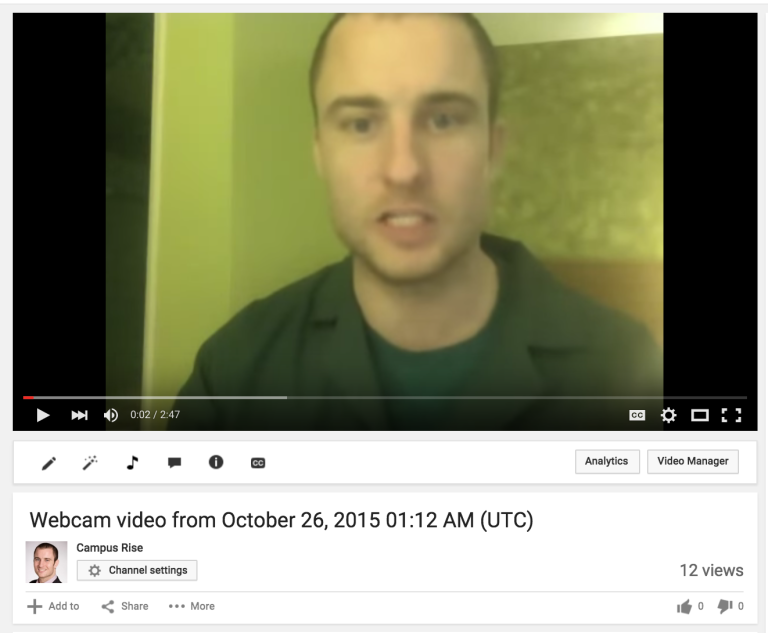 0:02 / 2:47
CC
CC
Analytics
Video Manager
Webcam video from October 26, 2015 01:12 AM (UTC)
Campus Rise
Channel settings
12 views
Add to
Share
More
0
0